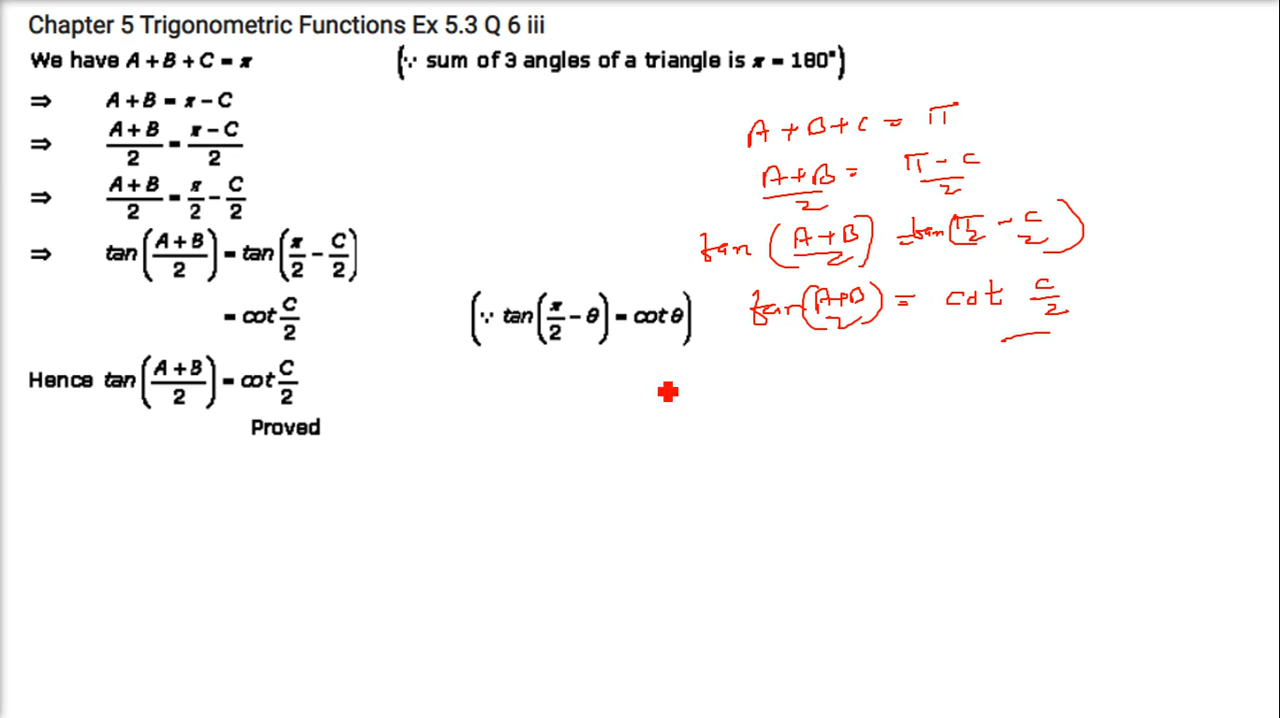 Chapter 5 Trigonometric Functions Ex 5.3 Q 6 iii
We have A + B + C = π (∵ sum of 3 angles of a triangle is π = 180°)
⇒ A + B = π − C
⇒ (A + B)/2 = (π − C)/2
⇒ (A + B)/2 = π/2 − C/2
⇒ tan((A + B)/2) = tan(π/2 − C/2)
= cot C/2 (∵ tan(π/2 − θ) = cot θ)
Hence tan((A + B)/2) = cot C/2
Proved
A + B + C = π
(A + B)/2 = (π − C)/2
tan((A + B)/2) = tan(π/2 − C/2)
tan((A+B)/2) = cot C/2